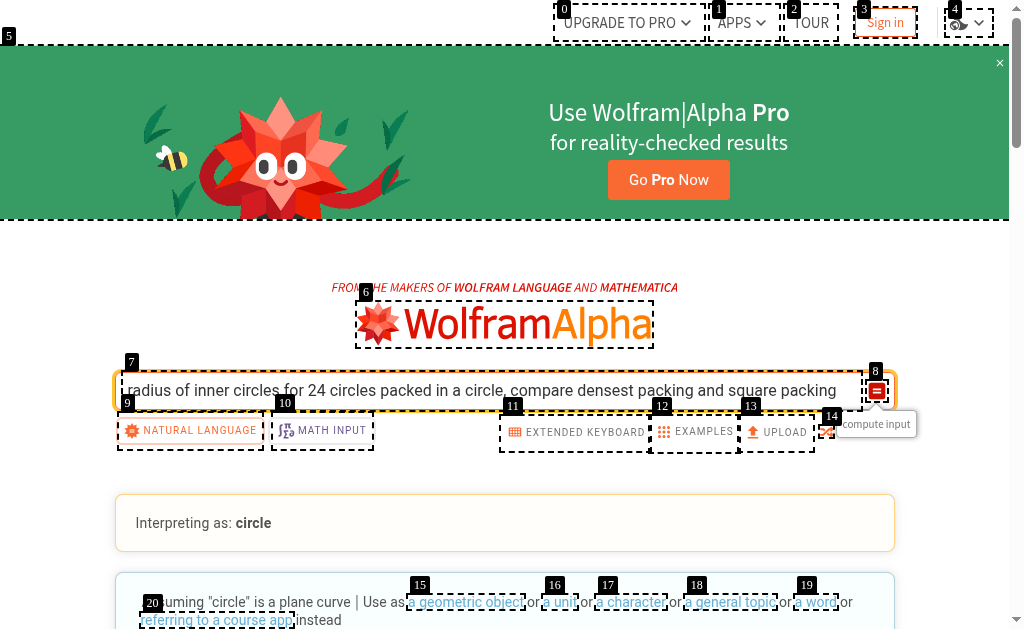 0 1 2 3 4
UPGRADE TO PRO APPS TOUR Sign in
5
×
Use Wolfram|Alpha Pro
for reality-checked results
Go Pro Now
FROM THE MAKERS OF WOLFRAM LANGUAGE AND MATHEMATICA
6
WolframAlpha
7 8
radius of inner circles for 24 circles packed in a circle, compare densest packing and square packing
=
9 10 11 12 13 14
NATURAL LANGUAGE MATH INPUT EXTENDED KEYBOARD EXAMPLES UPLOAD compute input
Interpreting as: circle
15 16 17 18 19
Assuming "circle" is a plane curve | Use as a geometric object or a unit or a character or a general topic or a word or
20
referring to a course app instead